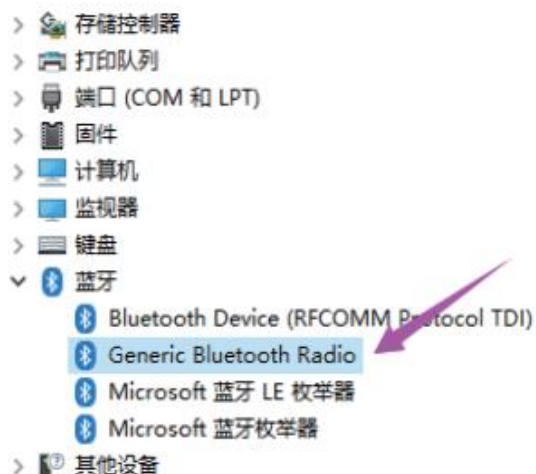 存储控制器
打印队列
端口 (COM 和 LPT)
固件
计算机
监视器
键盘
蓝牙
Bluetooth Device (RFCOMM Protocol TDI)
Generic Bluetooth Radio
Microsoft 蓝牙 LE 枚举器
Microsoft 蓝牙枚举器
其他设备